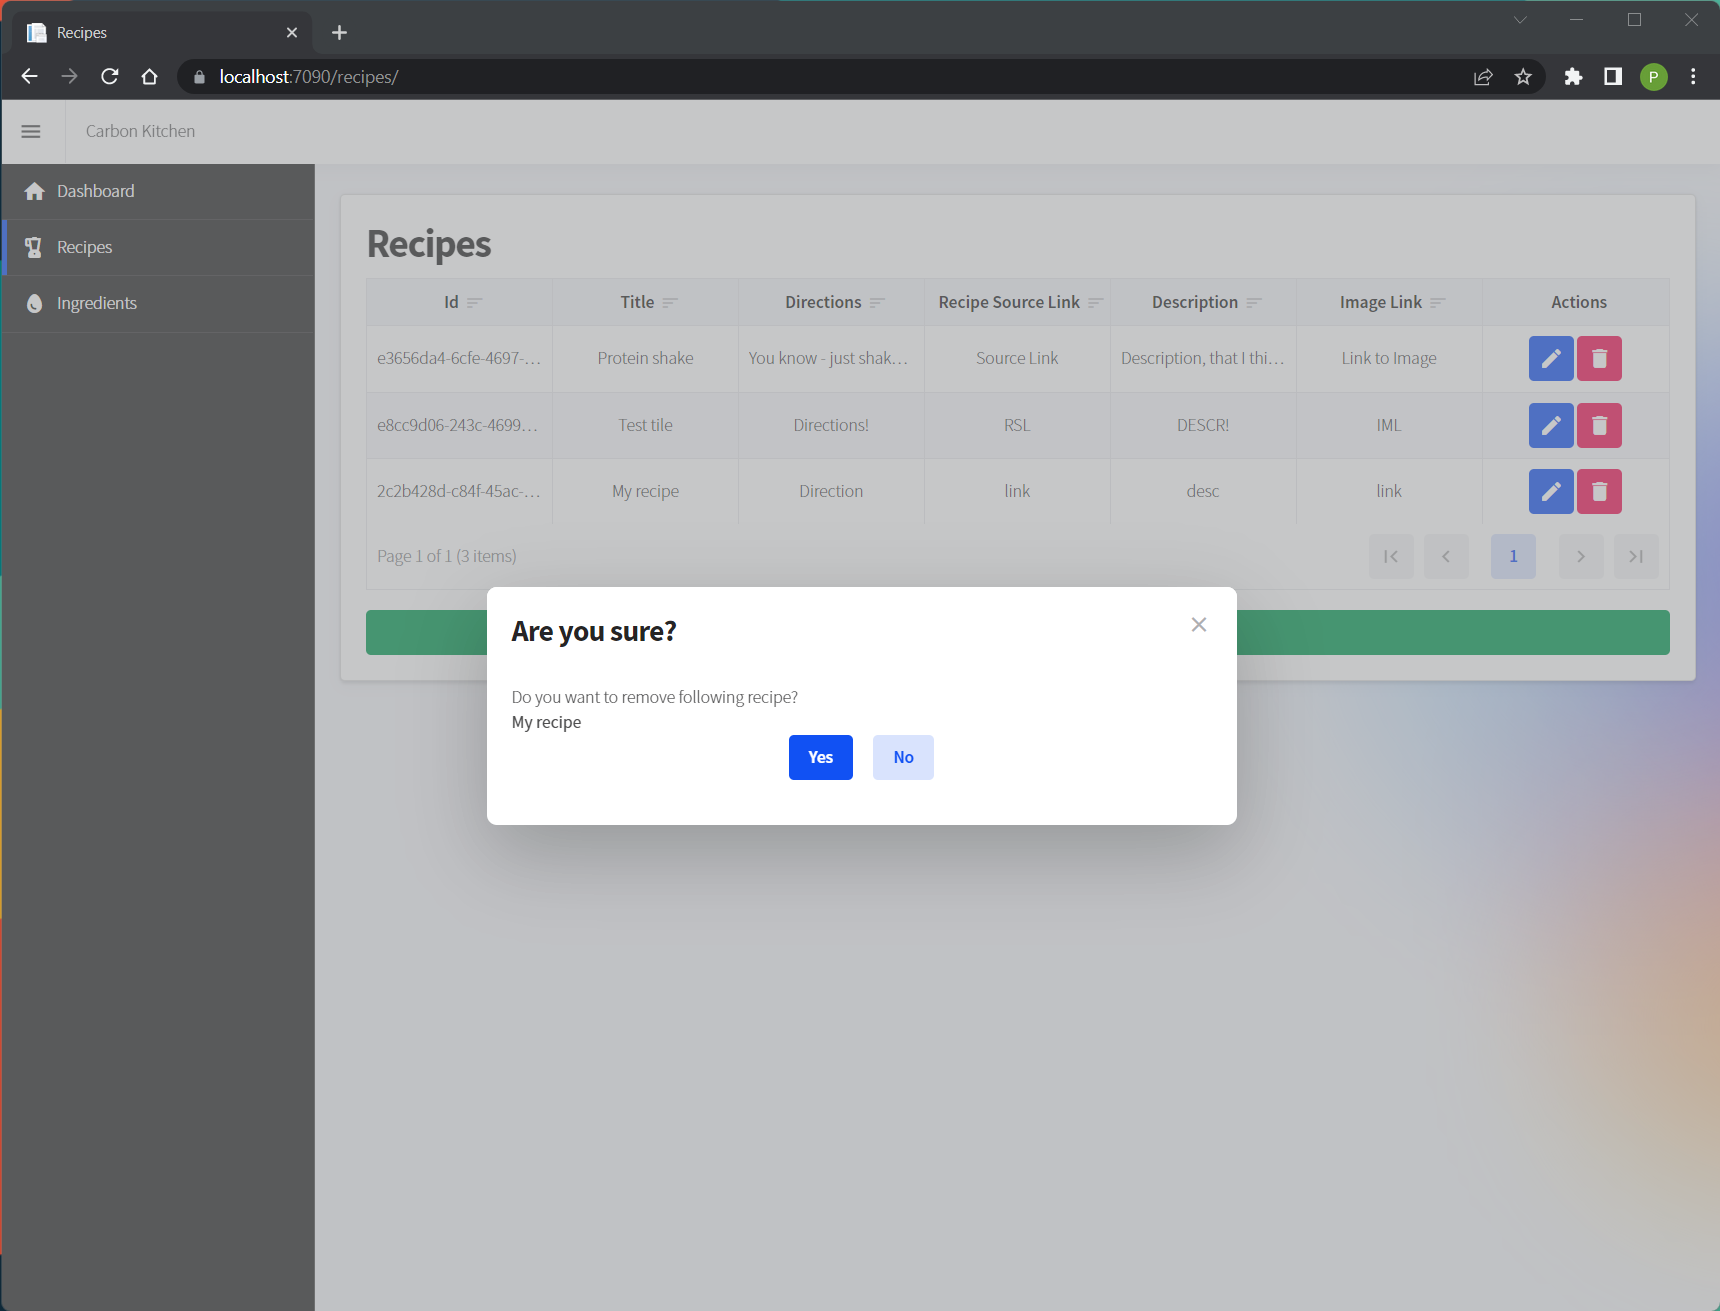 Recipes
localhost:7090/recipes/
P
Carbon Kitchen
Dashboard
Recipes
Ingredients
Recipes
Id Title Directions Recipe Source Link Description Image Link Actions
e3656da4-6cfe-4697-... Protein shake You know - just shak... Source Link Description, that I thi... Link to Image
e8cc9d06-243c-4699... Test tile Directions! RSL DESCR! IML
2c2b428d-c84f-45ac-... My recipe Direction link desc link
Page 1 of 1 (3 items) 1
Are you sure?
Do you want to remove following recipe?
My recipe
Yes No